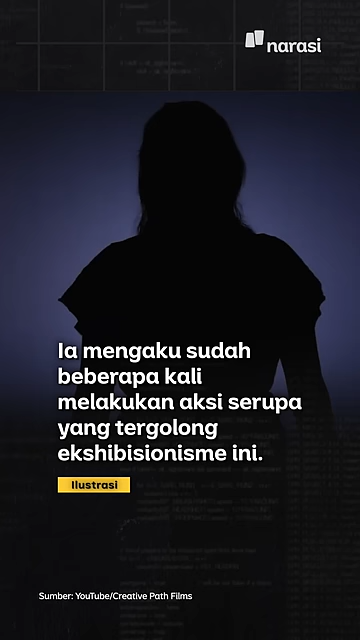 narasi
Ia mengaku sudah
beberapa kali
melakukan aksi serupa
yang tergolong
ekshibisionisme ini.
Ilustrasi
Sumber: YouTube/Creative Path Films